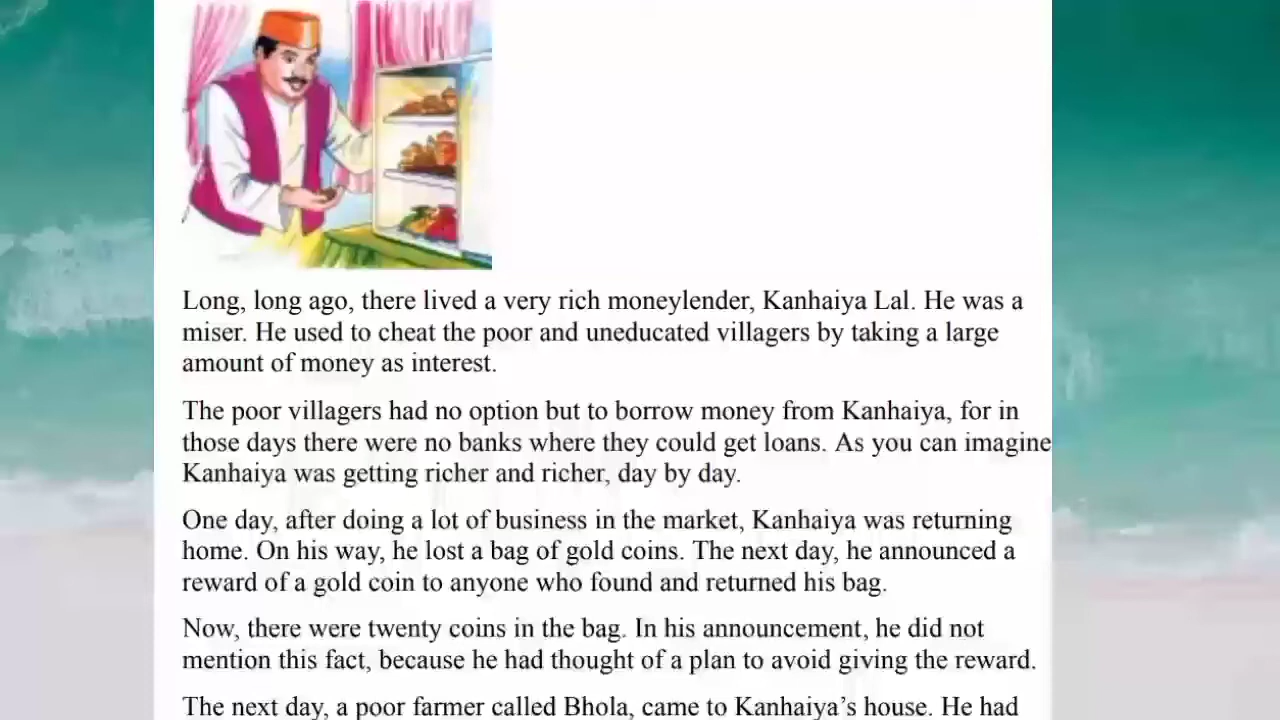 Long, long ago, there lived a very rich moneylender, Kanhaiya Lal. He was a
miser. He used to cheat the poor and uneducated villagers by taking a large
amount of money as interest.
The poor villagers had no option but to borrow money from Kanhaiya, for in
those days there were no banks where they could get loans. As you can imagine
Kanhaiya was getting richer and richer, day by day.
One day, after doing a lot of business in the market, Kanhaiya was returning
home. On his way, he lost a bag of gold coins. The next day, he announced a
reward of a gold coin to anyone who found and returned his bag.
Now, there were twenty coins in the bag. In his announcement, he did not
mention this fact, because he had thought of a plan to avoid giving the reward.
The next day, a poor farmer called Bhola, came to Kanhaiya’s house. He had